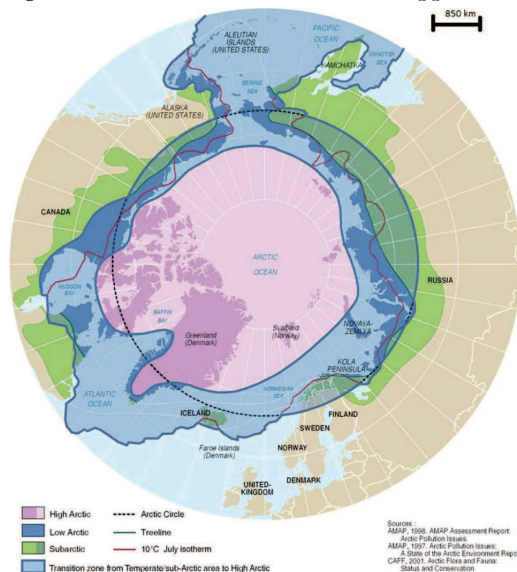 850 km
ALEUTIAN
ISLANDS
(UNITED STATES)
PACIFIC
OCEAN
OKHOTSK
SEA
KAMCHATKA
BERING
SEA
ALASKA
(UNITED STATES)
CANADA
ARCTIC
OCEAN
RUSSIA
HUDSON
BAY
BAFFIN
BAY
Greenland
(Denmark)
Svalbard
(Norway)
NOVAYA-
ZEMLYA
KOLA
PENINSULA
ATLANTIC
OCEAN
NORWEGIAN
SEA
ICELAND
FINLAND
SWEDEN
Faroe Islands
(Denmark)
NORWAY
UNITED-
KINGDOM
DENMARK
High Arctic
Low Arctic
Subarctic
Arctic Circle
Treeline
10°C July isotherm
Transition zone from Temperate/sub-Arctic area to High Arctic
Sources :
AMAP, 1998. AMAP Assessment Report:
Arctic Pollution Issues.
AMAP, 1997. Arctic Pollution Issues:
A State of the Arctic Environment Repo
CAFF, 2001. Arctic Flora and Fauna:
Status and Conservation